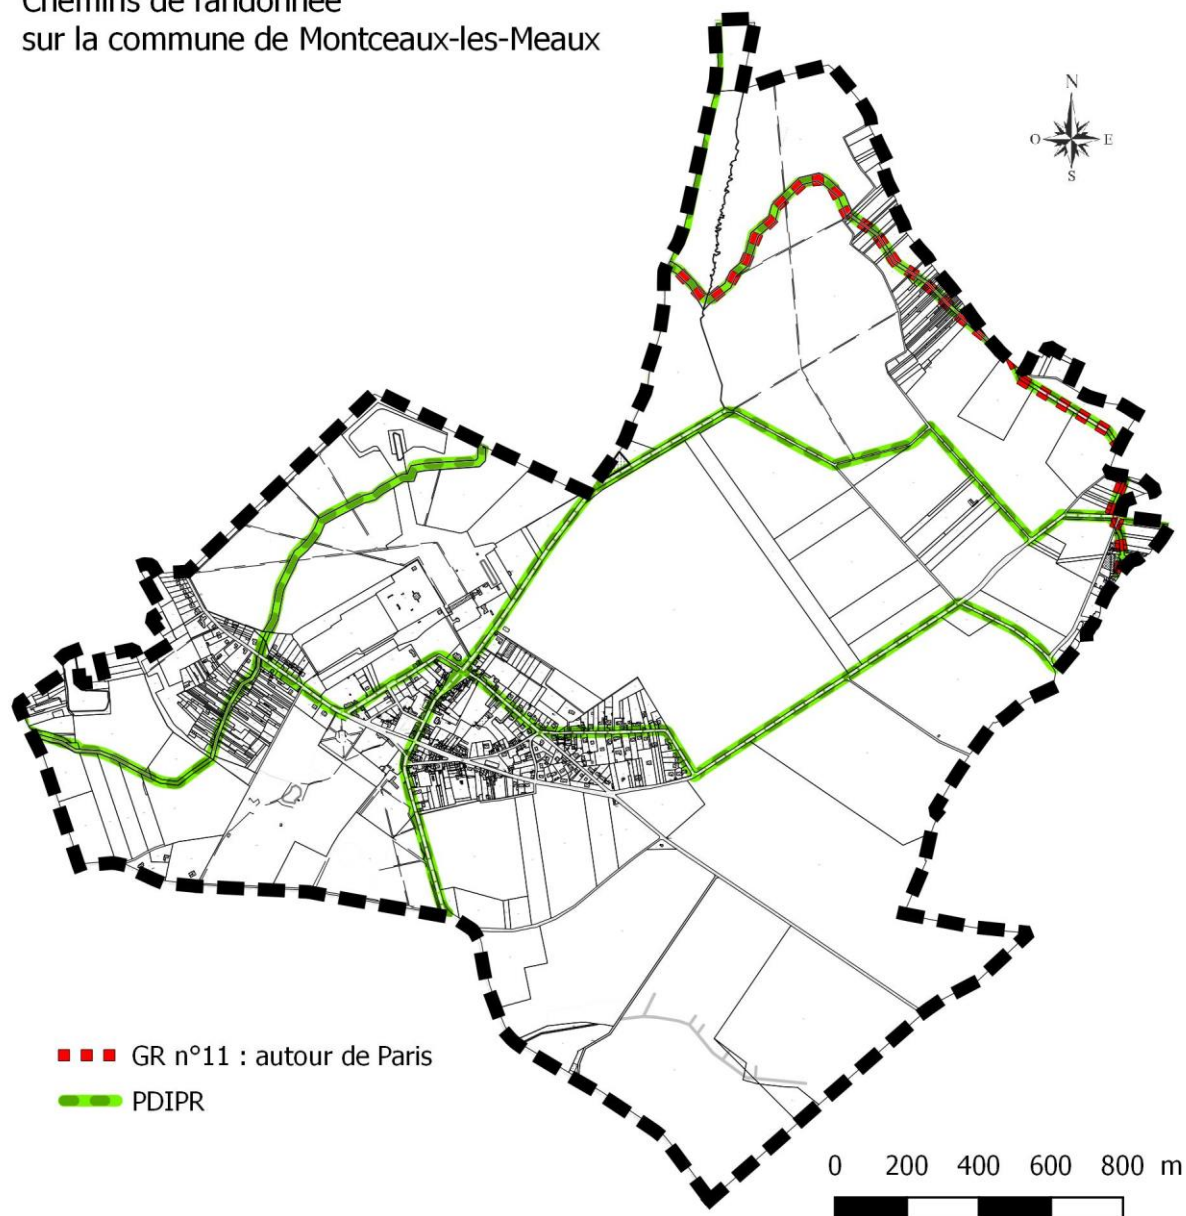 Chemins de randonnée
sur la commune de Montceaux-les-Meaux
N
O E
S
GR n°11 : autour de Paris
PDIPR
0 200 400 600 800 m